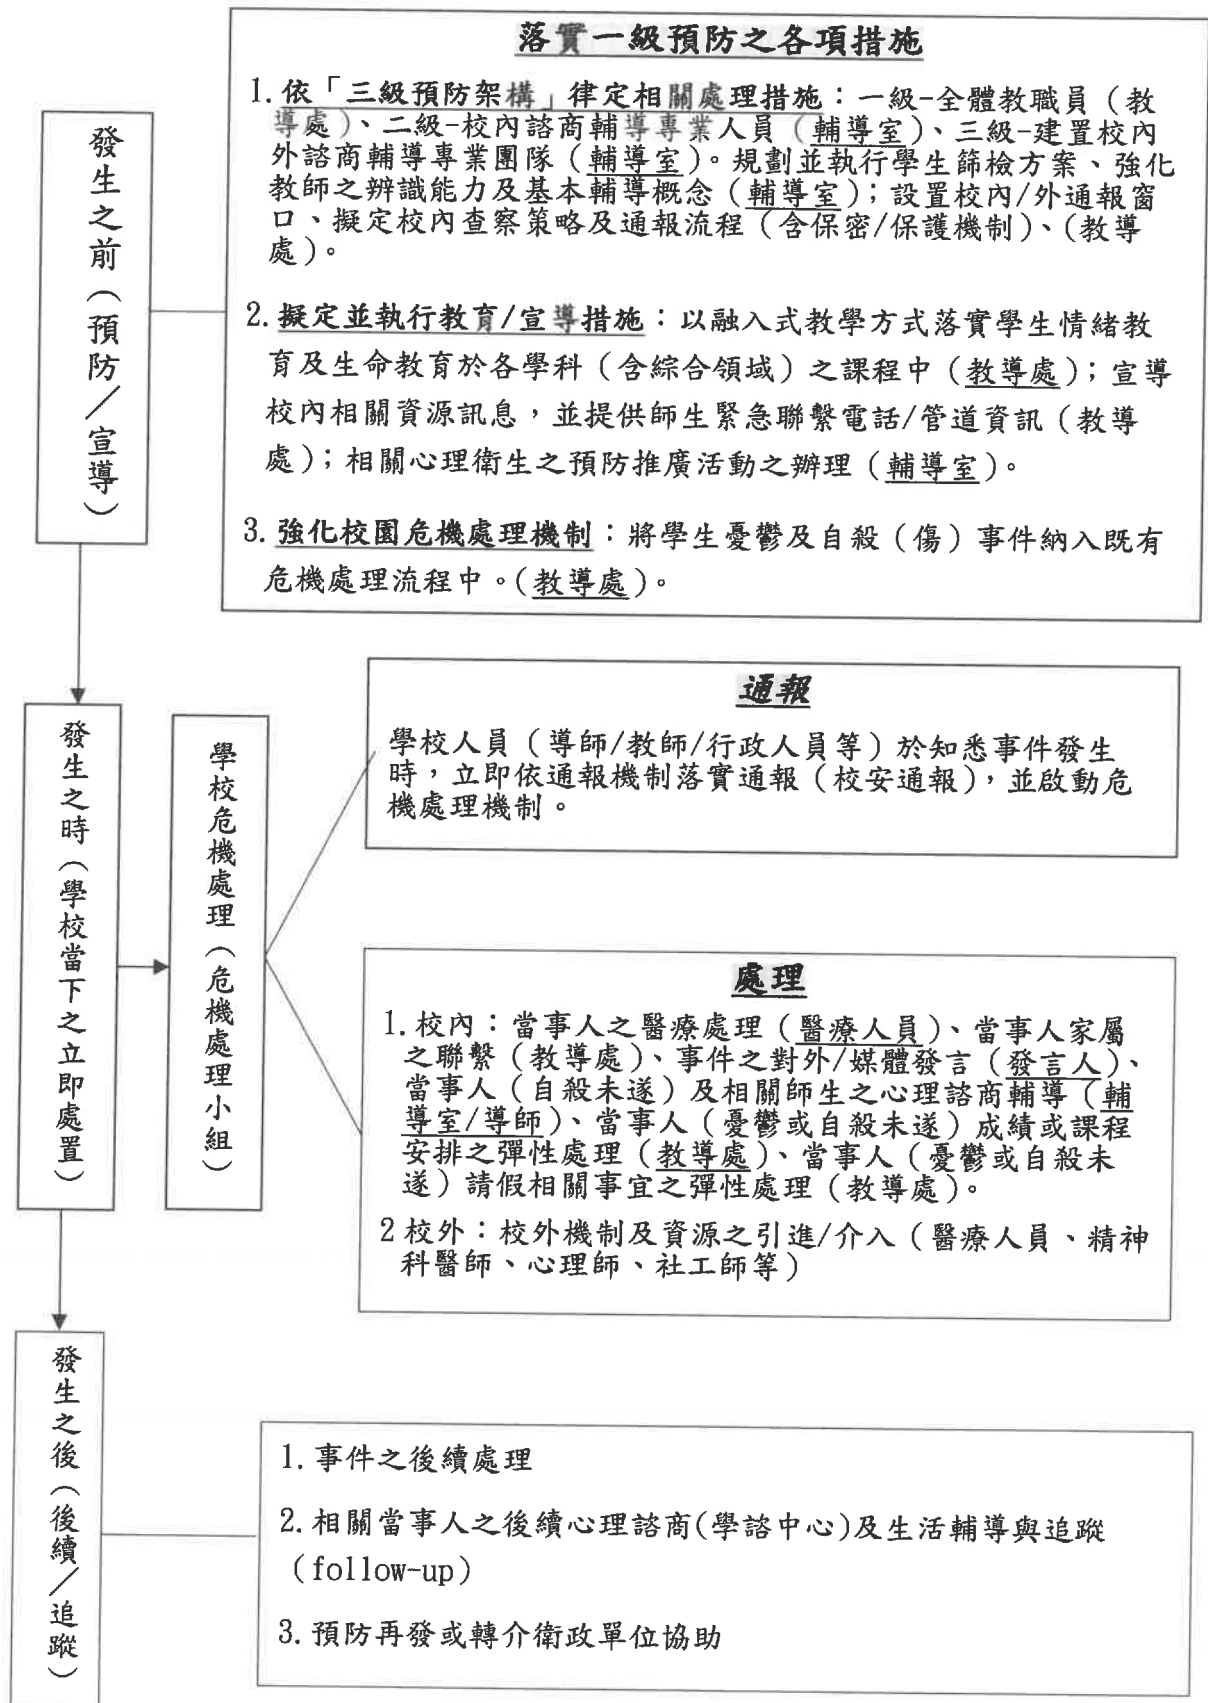 落實一級預防之各項措施
1.依「三級預防架構」律定相關處理措施：一級-全體教職員（教
導處）、二級-校內諮商輔導專業人員（輔導室）、三級-建置校內
外諮商輔導專業團隊（輔導室）。規劃並執行學生篩檢方案、強化
教師之辨識能力及基本輔導概念（輔導室）；設置校內/外通報窗
口、擬定校內查察策略及通報流程（含保密/保護機制）、(教導
處)。
2.擬定並執行教育/宣導措施：以融入式教學方式落實學生情緒教
育及生命教育於各學科（含綜合領域）之課程中（教導處）；宣導
校內相關資源訊息，並提供師生緊急聯繫電話/管道資訊（教導
處）；相關心理衛生之預防推廣活動之辦理（輔導室）。
3.強化校園危機處理機制：將學生憂鬱及自殺（傷）事件納入既有
危機處理流程中。(教導處)。
發生之前（預防／宣導）
發生之時（學校當下之立即處置）
學校危機處理（危機處理小組）
通報
學校人員（導師/教師/行政人員等）於知悉事件發生
時，立即依通報機制落實通報（校安通報），並啟動危
機處理機制。
處理
1.校內：當事人之醫療處理（醫療人員）、當事人家屬
之聯繫（教導處）、事件之對外/媒體發言（發言人）、
當事人（自殺未遂）及相關師生之心理諮商輔導（輔
導室/導師）、當事人（憂鬱或自殺未遂）成績或課程
安排之彈性處理（教導處）、當事人（憂鬱或自殺未
遂）請假相關事宜之彈性處理（教導處）。
2 校外：校外機制及資源之引進/介入（醫療人員、精神
科醫師、心理師、社工師等）
發生之後（後續／追蹤）
1.事件之後續處理
2.相關當事人之後續心理諮商(學諮中心)及生活輔導與追蹤
（follow-up）
3.預防再發或轉介衛政單位協助